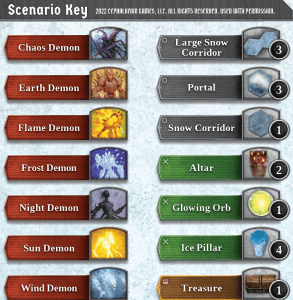 Scenario Key 2022 CEPHALOFAIR GAMES, LLC. ALL RIGHTS RESERVED. USED WITH PERMISSION.
Chaos Demon
Earth Demon
Flame Demon
Frost Demon
Night Demon
Sun Demon
Wind Demon
Large Snow
Corridor 3
Portal 3
Snow Corridor 1
Altar 2
Glowing Orb 1
Ice Pillar 4
Treasure 1